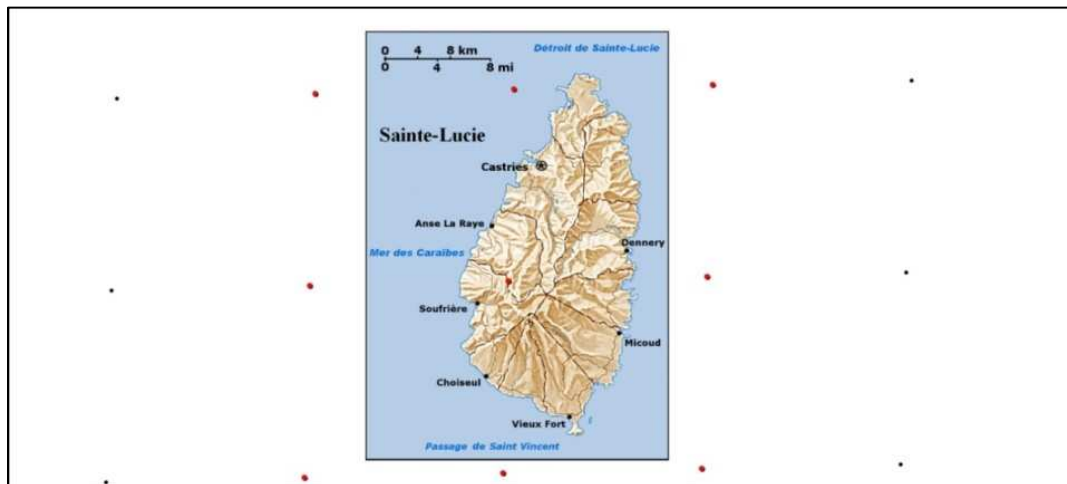 Détroit de Sainte-Lucie
0 4 8 km
0 4 8 mi
Sainte-Lucie
Castries
Anse La Raye
Dennery
Mer des Caraïbes
Soufrière
Micoud
Choiseul
Vieux Fort
Passage de Saint Vincent